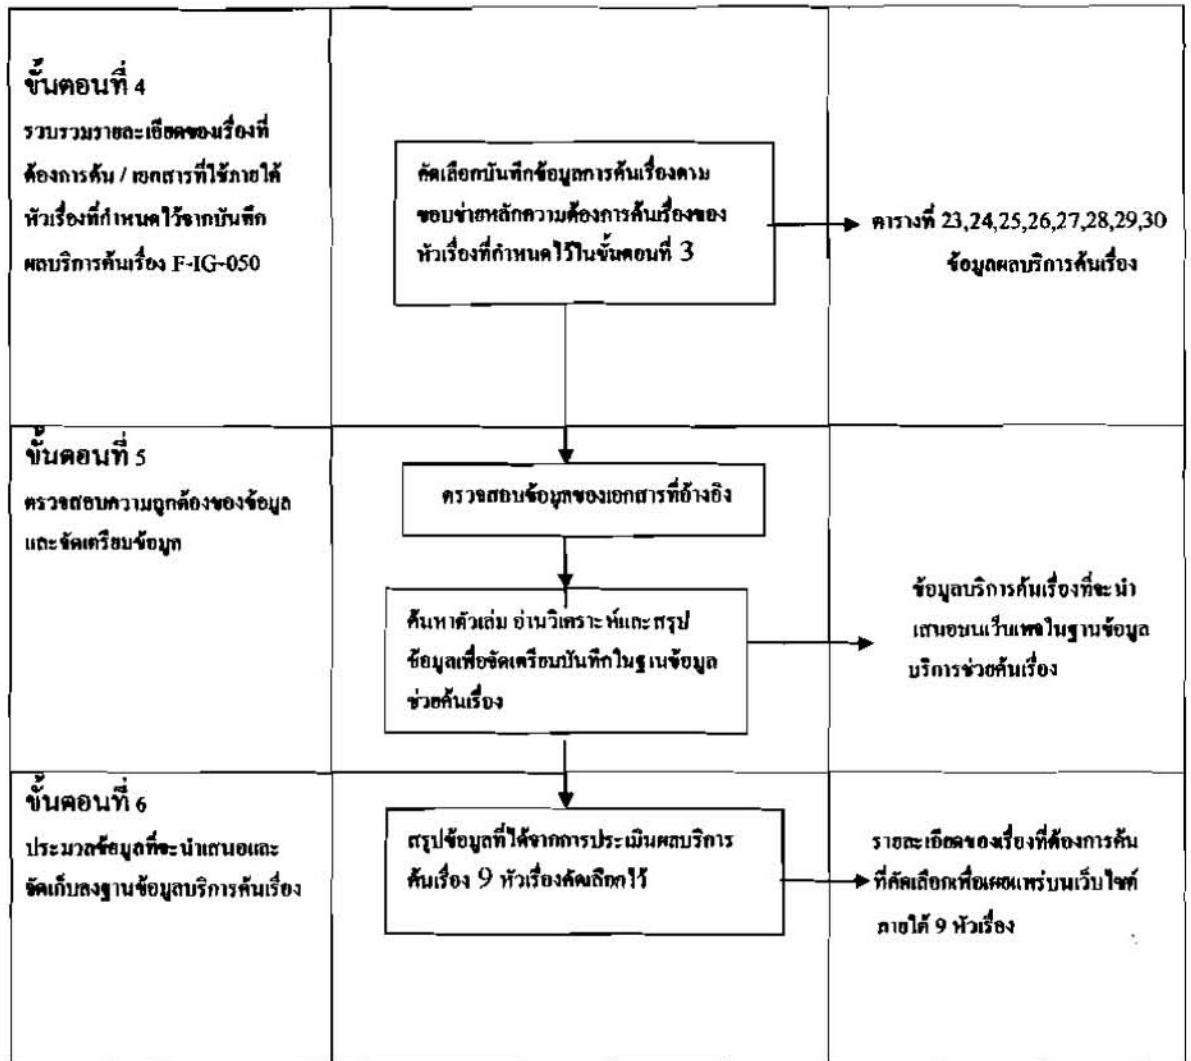 ขั้นตอนที่ 4
รวบรวมรายละเอียดของเรื่องที่
ต้องการค้น / เอกสารที่ใช้ภายใต้
หัวเรื่องที่กำหนดไว้จากบันทึก
ผลบริการค้นเรื่อง F-IG-050
คัดเลือกบันทึกข้อมูลการค้นเรื่องตาม
ขอบข่ายหลักความต้องการค้นเรื่องของ
หัวเรื่องที่กำหนดไว้ในขั้นตอนที่ 3
ตารางที่ 23,24,25,26,27,28,29,30
ข้อมูลผลบริการค้นเรื่อง
ขั้นตอนที่ 5
ตรวจสอบความถูกต้องของข้อมูล
และจัดเตรียมข้อมูล
ตรวจสอบข้อมูลของเอกสารที่อ้างอิง
ค้นหาตัวเล่ม อ่านวิเคราะห์และสรุป
ข้อมูลเพื่อจัดเตรียมบันทึกในฐานข้อมูล
ช่วยค้นเรื่อง
ข้อมูลบริการค้นเรื่องที่จะนำ
เสนอบนเว็บเพจในฐานข้อมูล
บริการช่วยค้นเรื่อง
ขั้นตอนที่ 6
ประมวลข้อมูลที่จะนำเสนอและ
จัดเก็บลงฐานข้อมูลบริการค้นเรื่อง
สรุปข้อมูลที่ได้จากการประเมินผลบริการ
ค้นเรื่อง 9 หัวเรื่องคัดเลือกไว้
รายละเอียดของเรื่องที่ต้องการค้น
ที่คัดเลือกเพื่อเผยแพร่บนเว็บไซต์
ภายใต้ 9 หัวเรื่อง